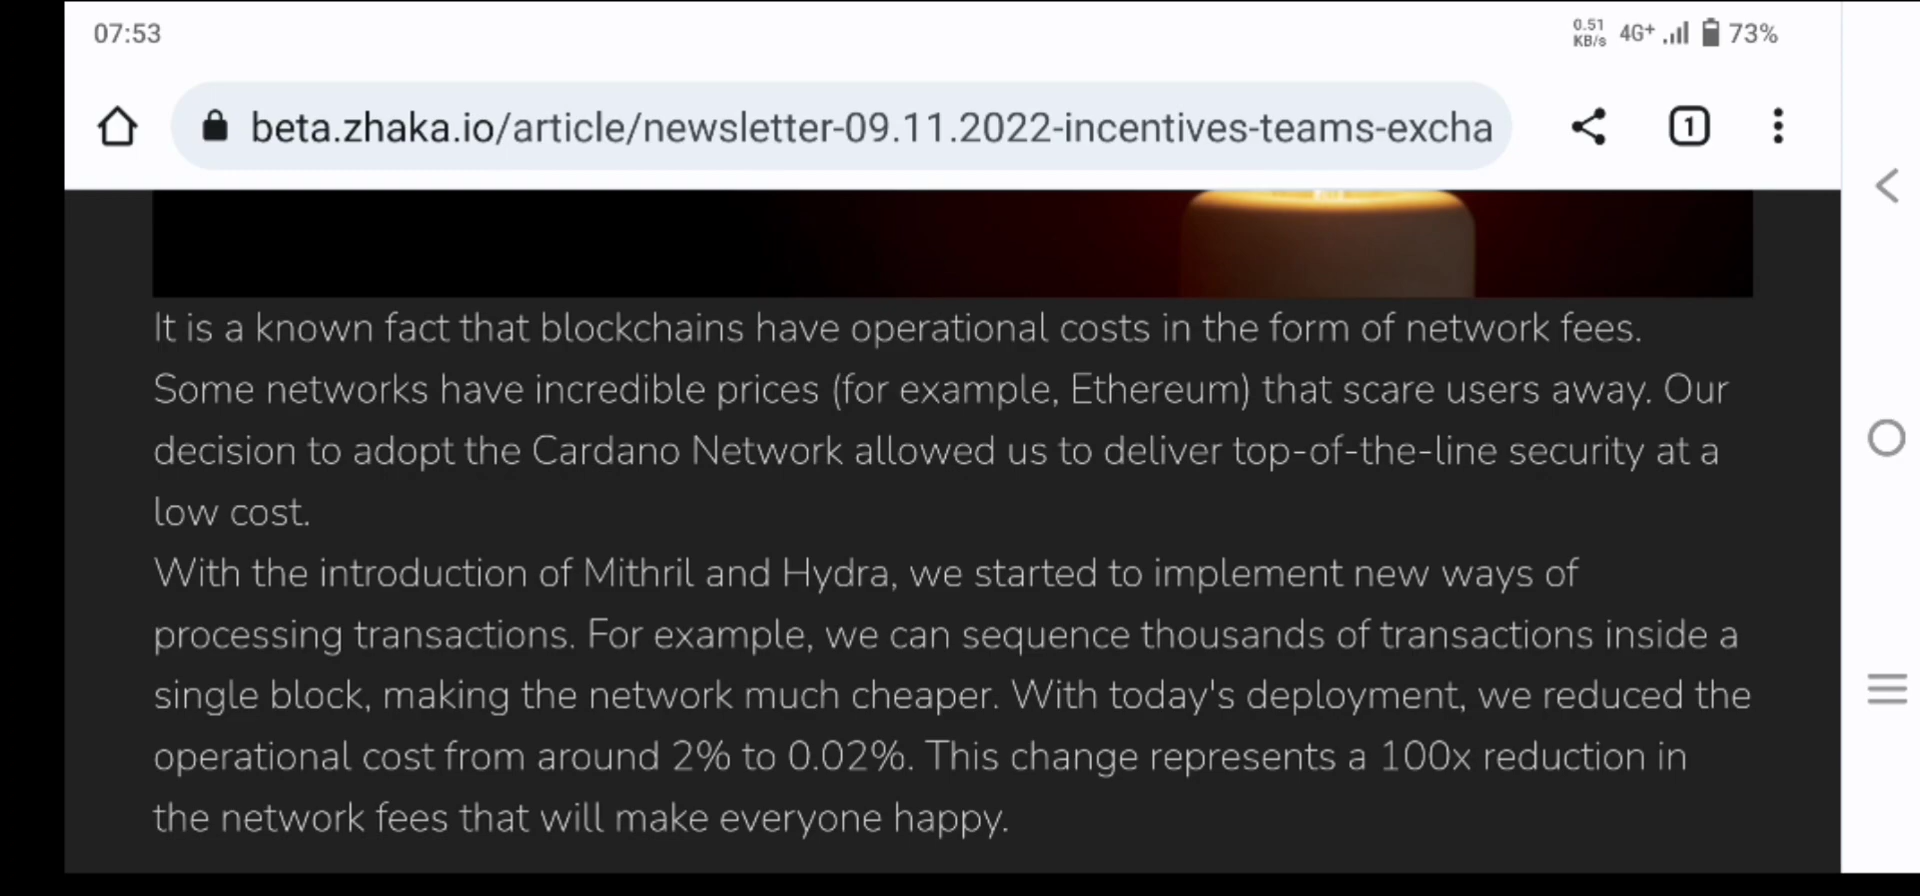 07:53
0.51 KB/s 4G+ 73%
beta.zhaka.io/article/newsletter-09.11.2022-incentives-teams-excha
1
It is a known fact that blockchains have operational costs in the form of network fees.
Some networks have incredible prices (for example, Ethereum) that scare users away. Our
decision to adopt the Cardano Network allowed us to deliver top-of-the-line security at a
low cost.
With the introduction of Mithril and Hydra, we started to implement new ways of
processing transactions. For example, we can sequence thousands of transactions inside a
single block, making the network much cheaper. With today's deployment, we reduced the
operational cost from around 2% to 0.02%. This change represents a 100x reduction in
the network fees that will make everyone happy.